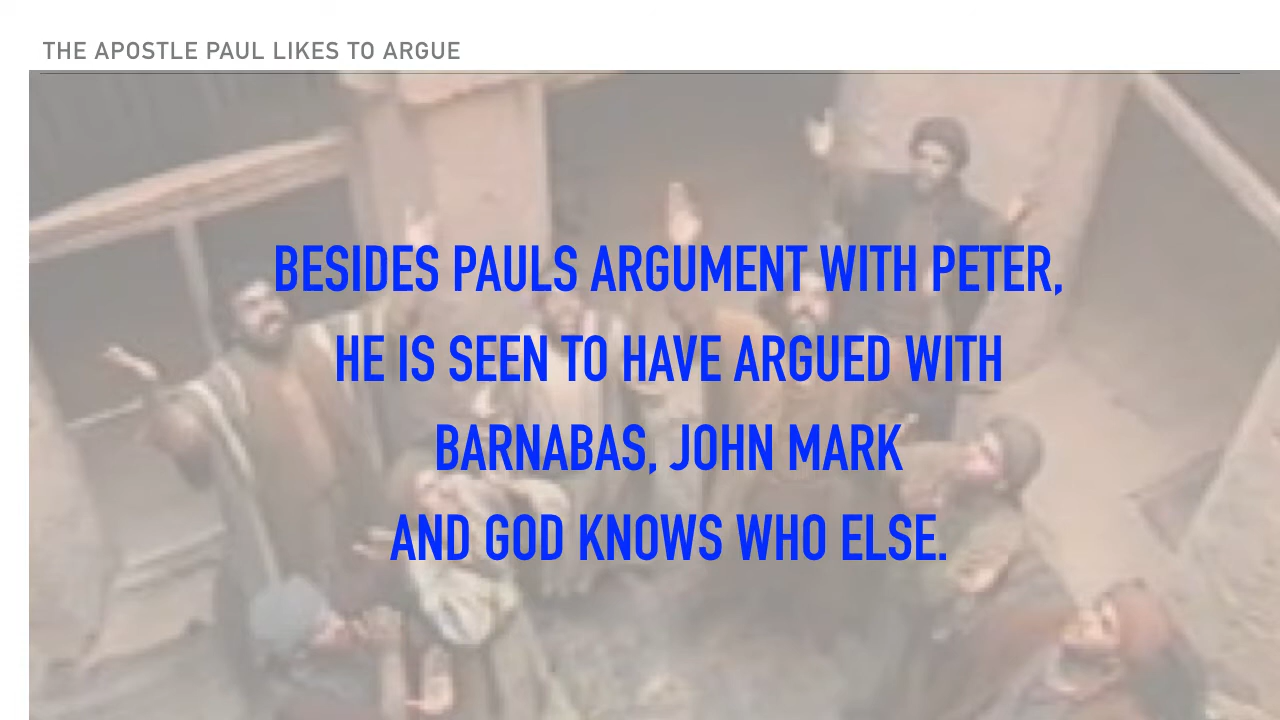 THE APOSTLE PAUL LIKES TO ARGUE
BESIDES PAULS ARGUMENT WITH PETER,
HE IS SEEN TO HAVE ARGUED WITH
BARNABAS, JOHN MARK
AND GOD KNOWS WHO ELSE.